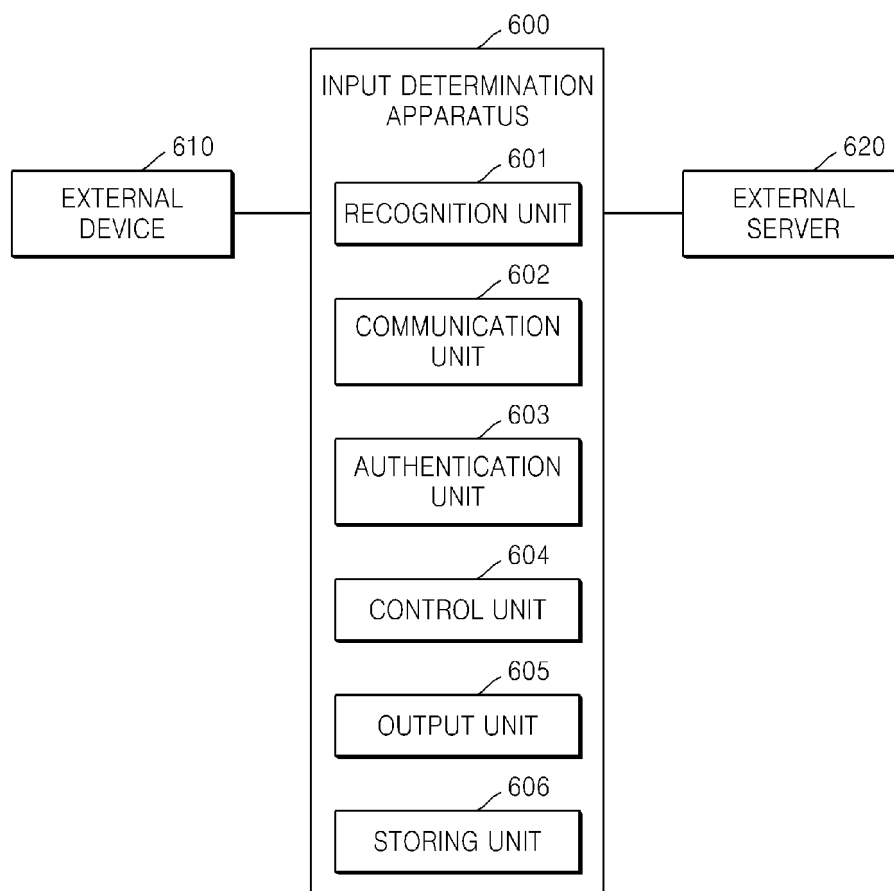 600
INPUT DETERMINATION
APPARATUS
610
EXTERNAL
DEVICE
601
RECOGNITION UNIT
620
EXTERNAL
SERVER
602
COMMUNICATION
UNIT
603
AUTHENTICATION
UNIT
604
CONTROL UNIT
605
OUTPUT UNIT
606
STORING UNIT